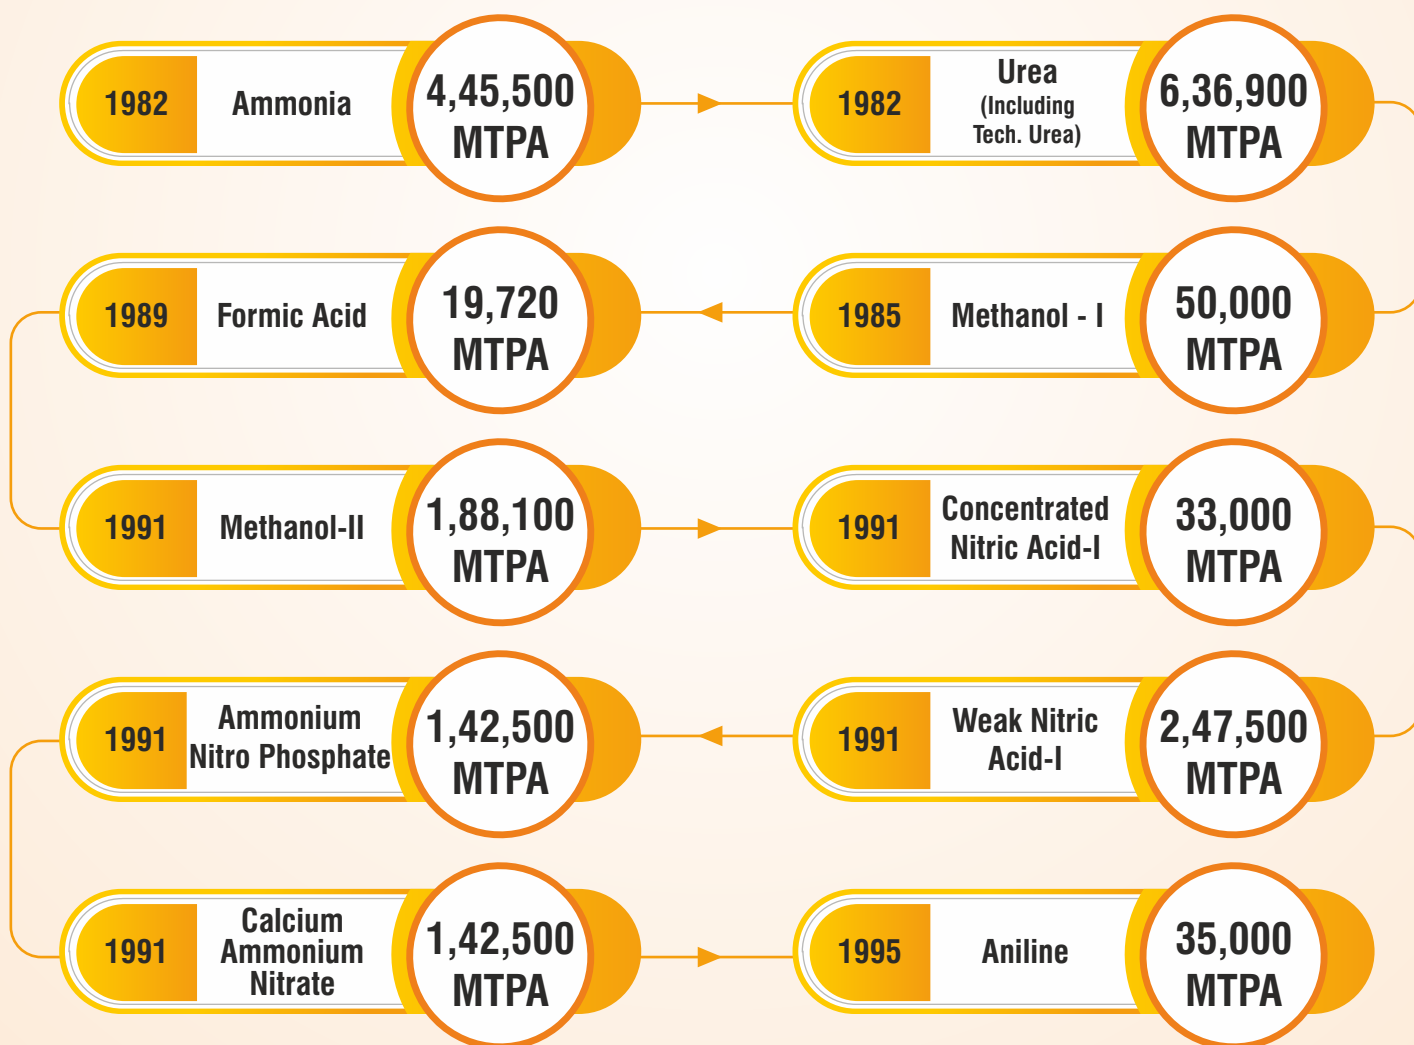 1982
Ammonia
4,45,500
MTPA
1982
Urea
(Including
Tech. Urea)
6,36,900
MTPA
1985
Methanol - I
50,000
MTPA
1989
Formic Acid
19,720
MTPA
1991
Methanol-II
1,88,100
MTPA
1991
Concentrated
Nitric Acid-I
33,000
MTPA
1991
Weak Nitric
Acid-I
2,47,500
MTPA
1991
Ammonium
Nitro Phosphate
1,42,500
MTPA
1991
Calcium
Ammonium
Nitrate
1,42,500
MTPA
1995
Aniline
35,000
MTPA